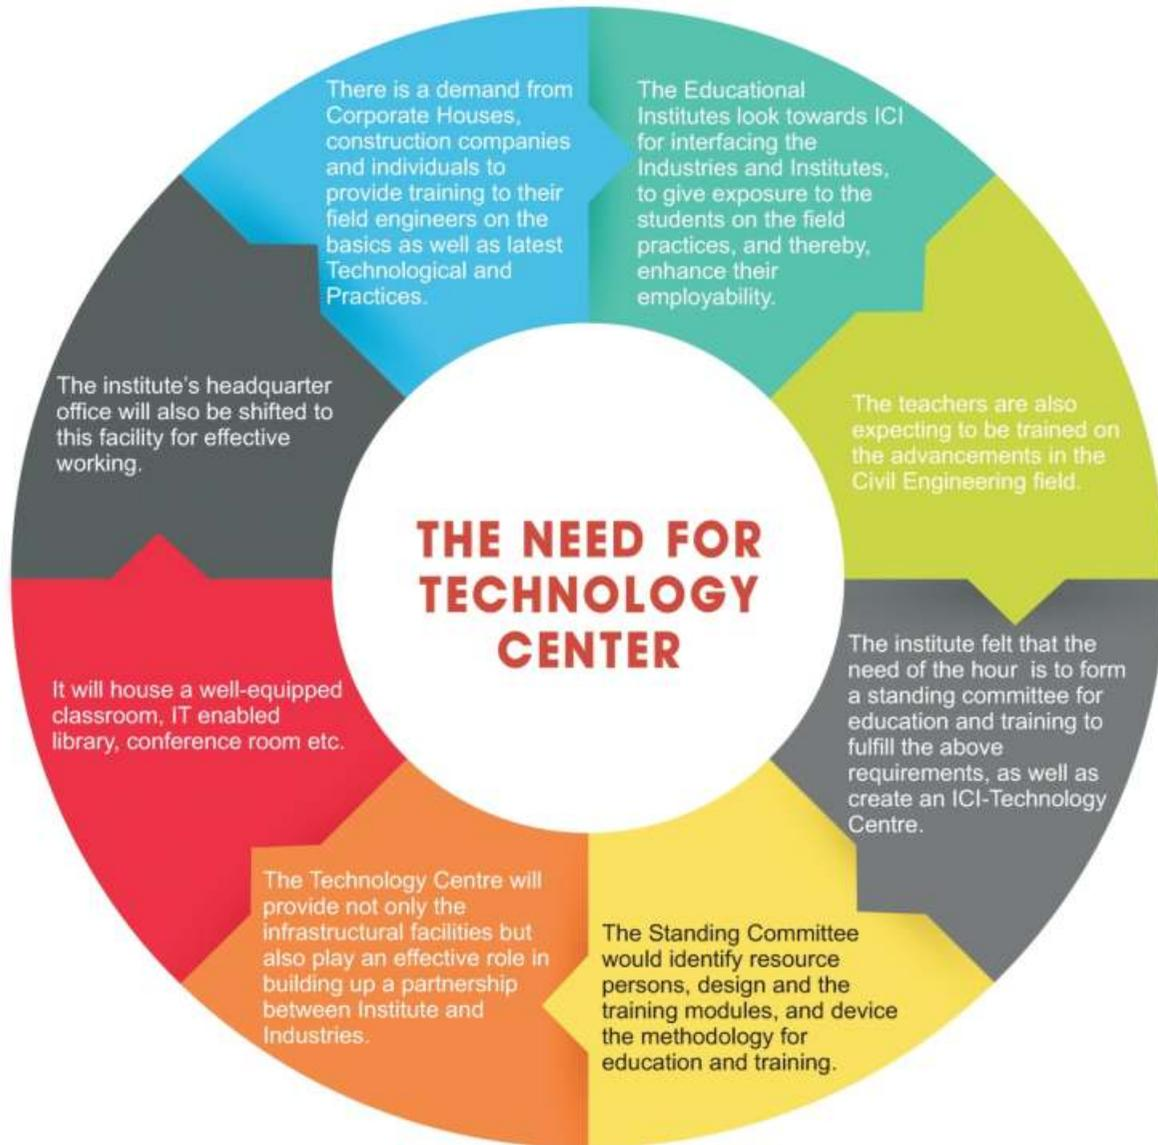 There is a demand from
Corporate Houses,
construction companies
and individuals to
provide training to their
field engineers on the
basics as well as latest
Technological and
Practices.
The Educational
Institutes look towards ICI
for interfacing the
Industries and Institutes,
to give exposure to the
students on the field
practices, and thereby,
enhance their
employability.
The teachers are also
expecting to be trained on
the advancements in the
Civil Engineering field.
The institute felt that the
need of the hour is to form
a standing committee for
education and training to
fulfill the above
requirements, as well as
create an ICI-Technology
Centre.
The Standing Committee
would identify resource
persons, design and the
training modules, and device
the methodology for
education and training.
The Technology Centre will
provide not only the
infrastructural facilities but
also play an effective role in
building up a partnership
between Institute and
Industries.
It will house a well-equipped
classroom, IT enabled
library, conference room etc.
The institute's headquarter
office will also be shifted to
this facility for effective
working.
THE NEED FOR
TECHNOLOGY
CENTER